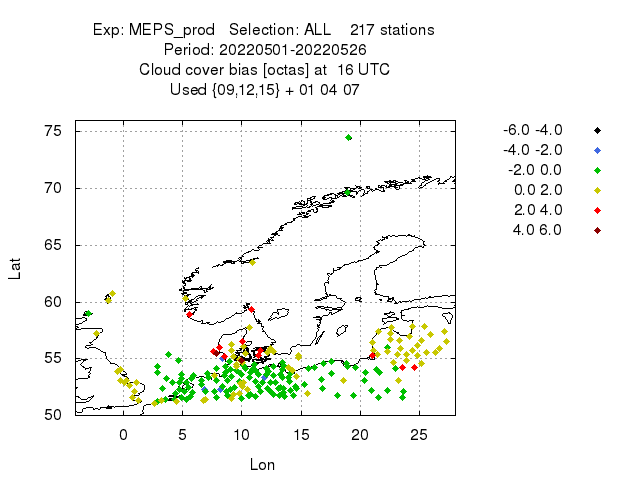 Exp: MEPS_prod Selection: ALL 217 stations
Period: 20220501-20220526
Cloud cover bias [octas] at 16 UTC
Used {09,12,15} + 01 04 07
-6.0 -4.0
-4.0 -2.0
-2.0 0.0
0.0 2.0
2.0 4.0
4.0 6.0
75
70
65
60
55
50
Lat
0 5 10 15 20 25
Lon